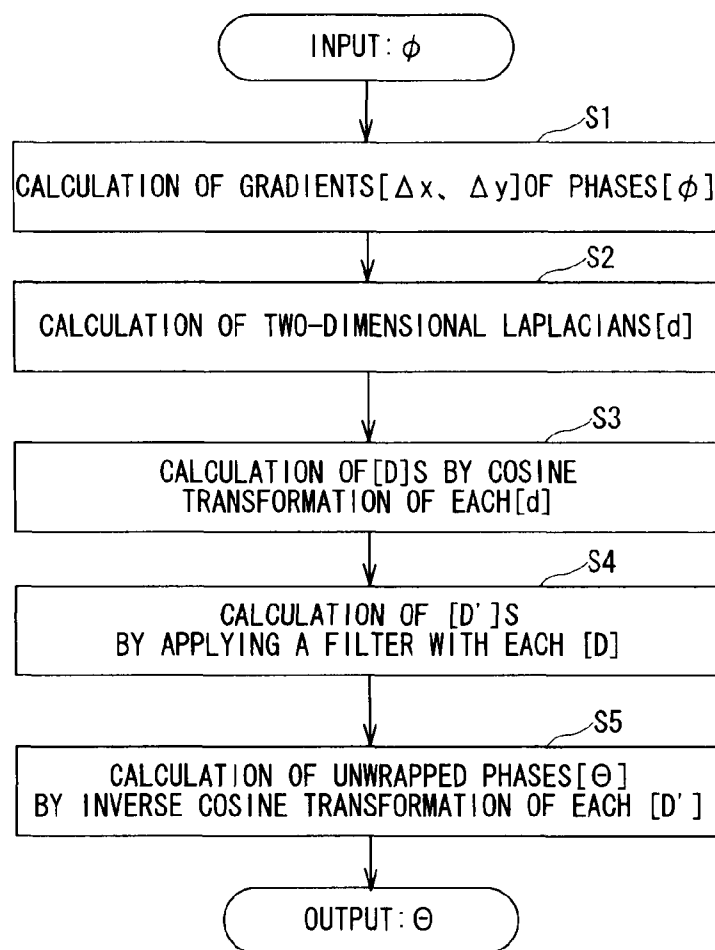 INPUT: ϕ
S1
CALCULATION OF GRADIENTS[Δx、Δy]OF PHASES[ϕ]
S2
CALCULATION OF TWO-DIMENSIONAL LAPLACIANS[d]
S3
CALCULATION OF[D]S BY COSINE
TRANSFORMATION OF EACH[d]
S4
CALCULATION OF [D']S
BY APPLYING A FILTER WITH EACH [D]
S5
CALCULATION OF UNWRAPPED PHASES[Θ]
BY INVERSE COSINE TRANSFORMATION OF EACH [D']
OUTPUT: Θ